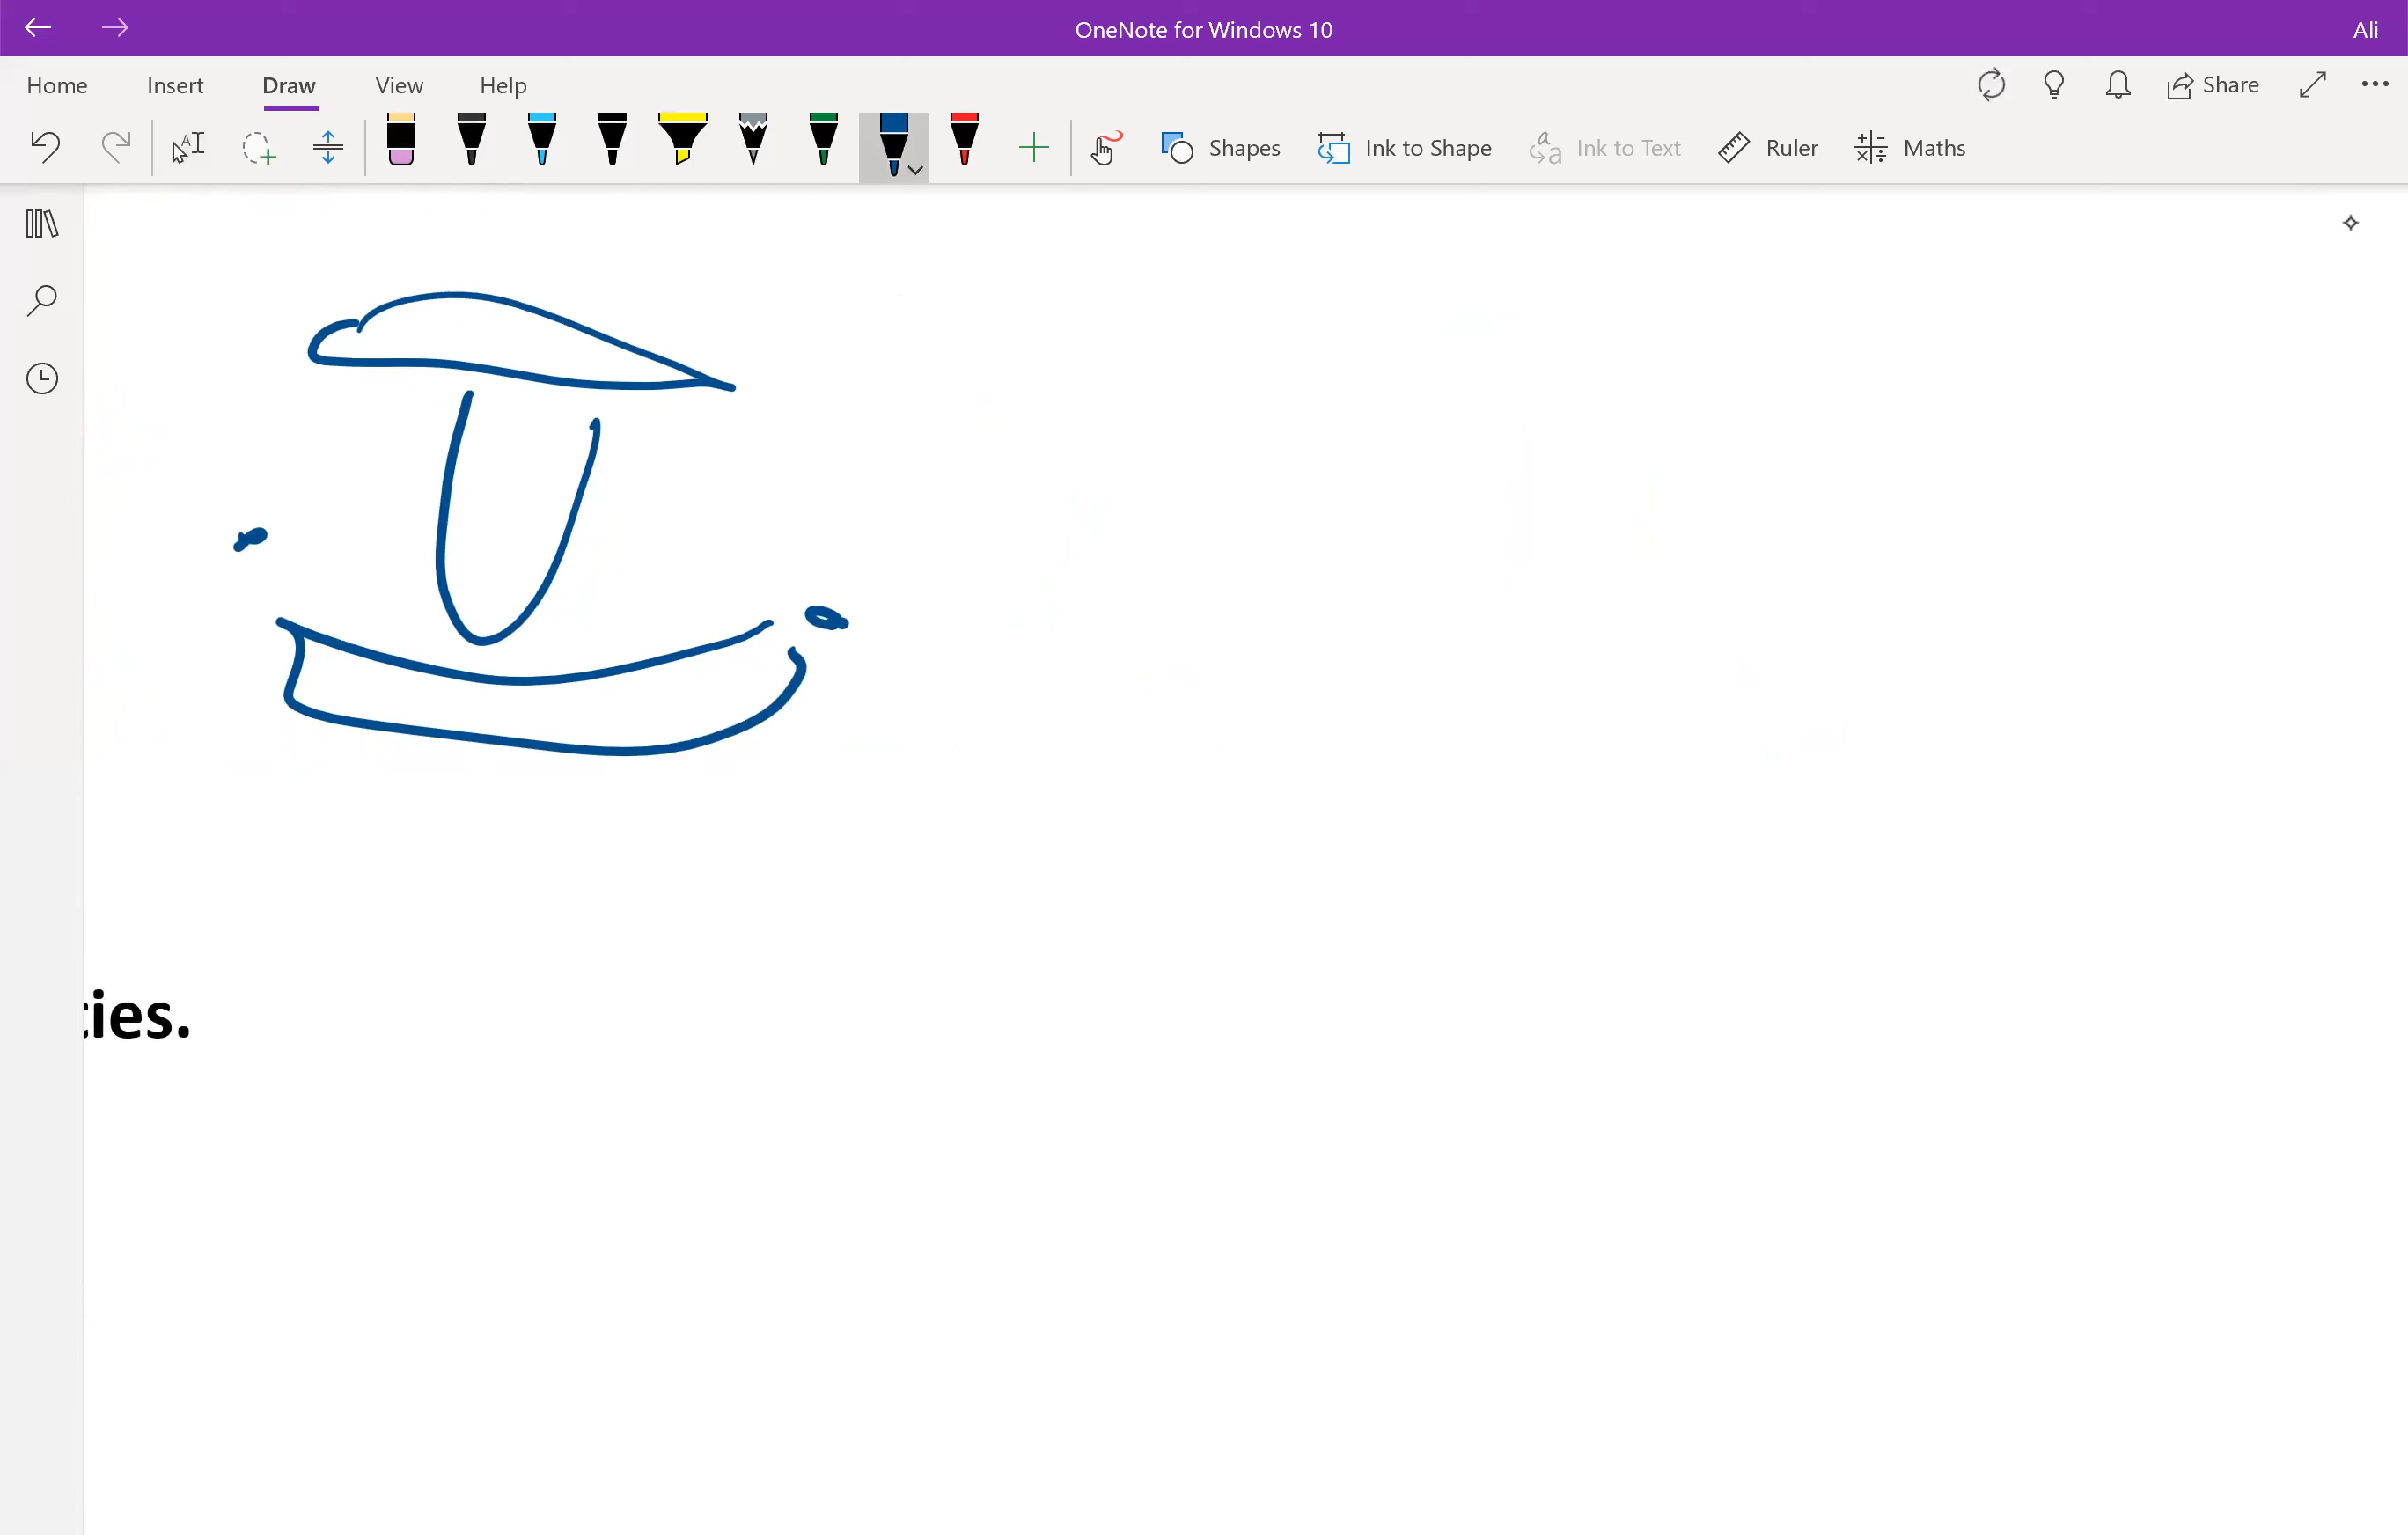 OneNote for Windows 10
Ali
Home Insert Draw View Help
Share
Shapes Ink to Shape Ink to Text Ruler Maths
ties.